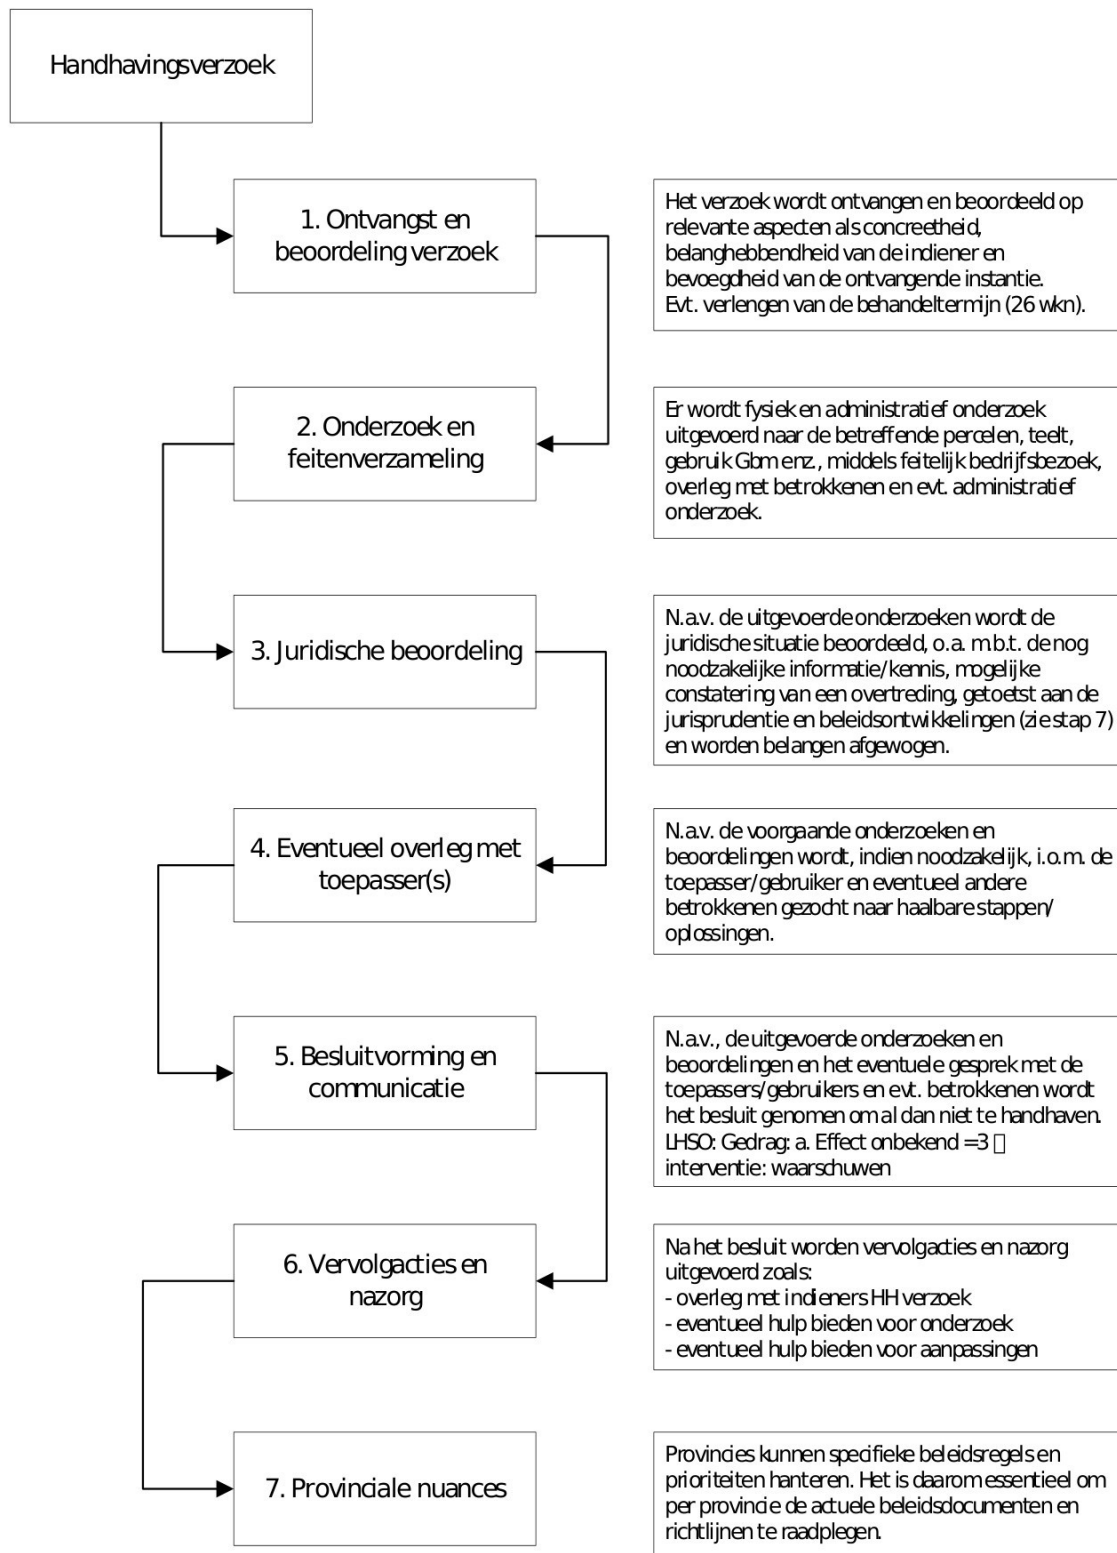 Handhavingsverzoek
1. Ontvangst en
beoordeling verzoek
Het verzoek wordt ontvangen en beoordeeld op
relevante aspecten als concreetheid,
belanghebbendheid van de indiener en
bevoegdheid van de ontvangende instantie.
Evt. verlengen van de behandeltermijn (26 wkn).
2. Onderzoek en
feitenverzameling
Er wordt fysiek en administratief onderzoek
uitgevoerd naar de betreffende percelen, teelt,
gebruik Gbm enz., middels feitelijk bedrijfsbezoek,
overleg met betrokkenen en evt. administratief
onderzoek.
3. Juridische beoordeling
N.a.v. de uitgevoerde onderzoeken wordt de
juridische situatie beoordeeld, o.a. m.b.t. de nog
noodzakelijke informatie/kennis, mogelijke
constatering van een overtreding, getoetst aan de
jurisprudentie en beleidsontwikkelingen (zie stap 7)
en worden belangen afgewogen.
4. Eventueel overleg met
toepasser(s)
N.a.v. de voorgaande onderzoeken en
beoordelingen wordt, indien noodzakelijk, i.o.m. de
toepasser/gebruiker en eventueel andere
betrokkenen gezocht naar haalbare stappen/
oplossingen.
5. Besluitvorming en
communicatie
N.a.v., de uitgevoerde onderzoeken en
beoordelingen en het eventuele gesprek met de
toepassers/gebruikers en evt. betrokkenen wordt
het besluit genomen om al dan niet te handhaven.
LHSO: Gedrag: a. Effect onbekend =3 □
interventie: waarschuwen
6. Vervolgacties en
nazorg
Na het besluit worden vervolgacties en nazorg
uitgevoerd zoals:
- overleg met indieners HH verzoek
- eventueel hulp bieden voor onderzoek
- eventueel hulp bieden voor aanpassingen
7. Provinciale nuances
Provincies kunnen specifieke beleidsregels en
prioriteiten hanteren. Het is daarom essentieel om
per provincie de actuele beleidsdocumenten en
richtlijnen te raadplegen.